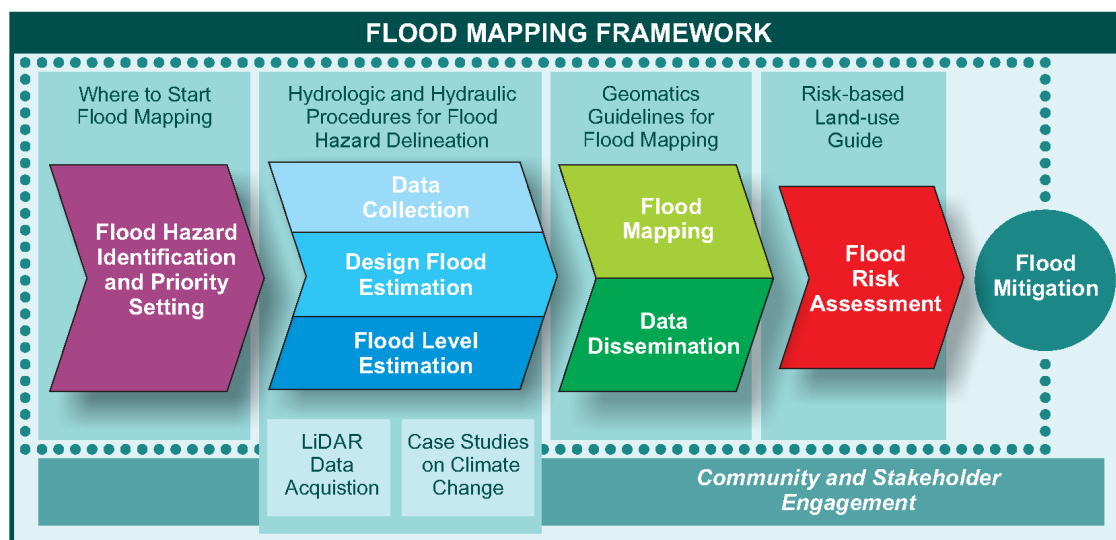 FLOOD MAPPING FRAMEWORK
Where to Start
Flood Mapping
Hydrologic and Hydraulic
Procedures for Flood
Hazard Delineation
Geomatics
Guidelines for
Flood Mapping
Risk-based
Land-use
Guide
Flood Hazard
Identification
and Priority
Setting
Data
Collection
Design Flood
Estimation
Flood Level
Estimation
Flood
Mapping
Data
Dissemination
Flood
Risk
Assessment
Flood
Mitigation
LiDAR
Data
Acquistion
Case Studies
on Climate
Change
Community and Stakeholder
Engagement